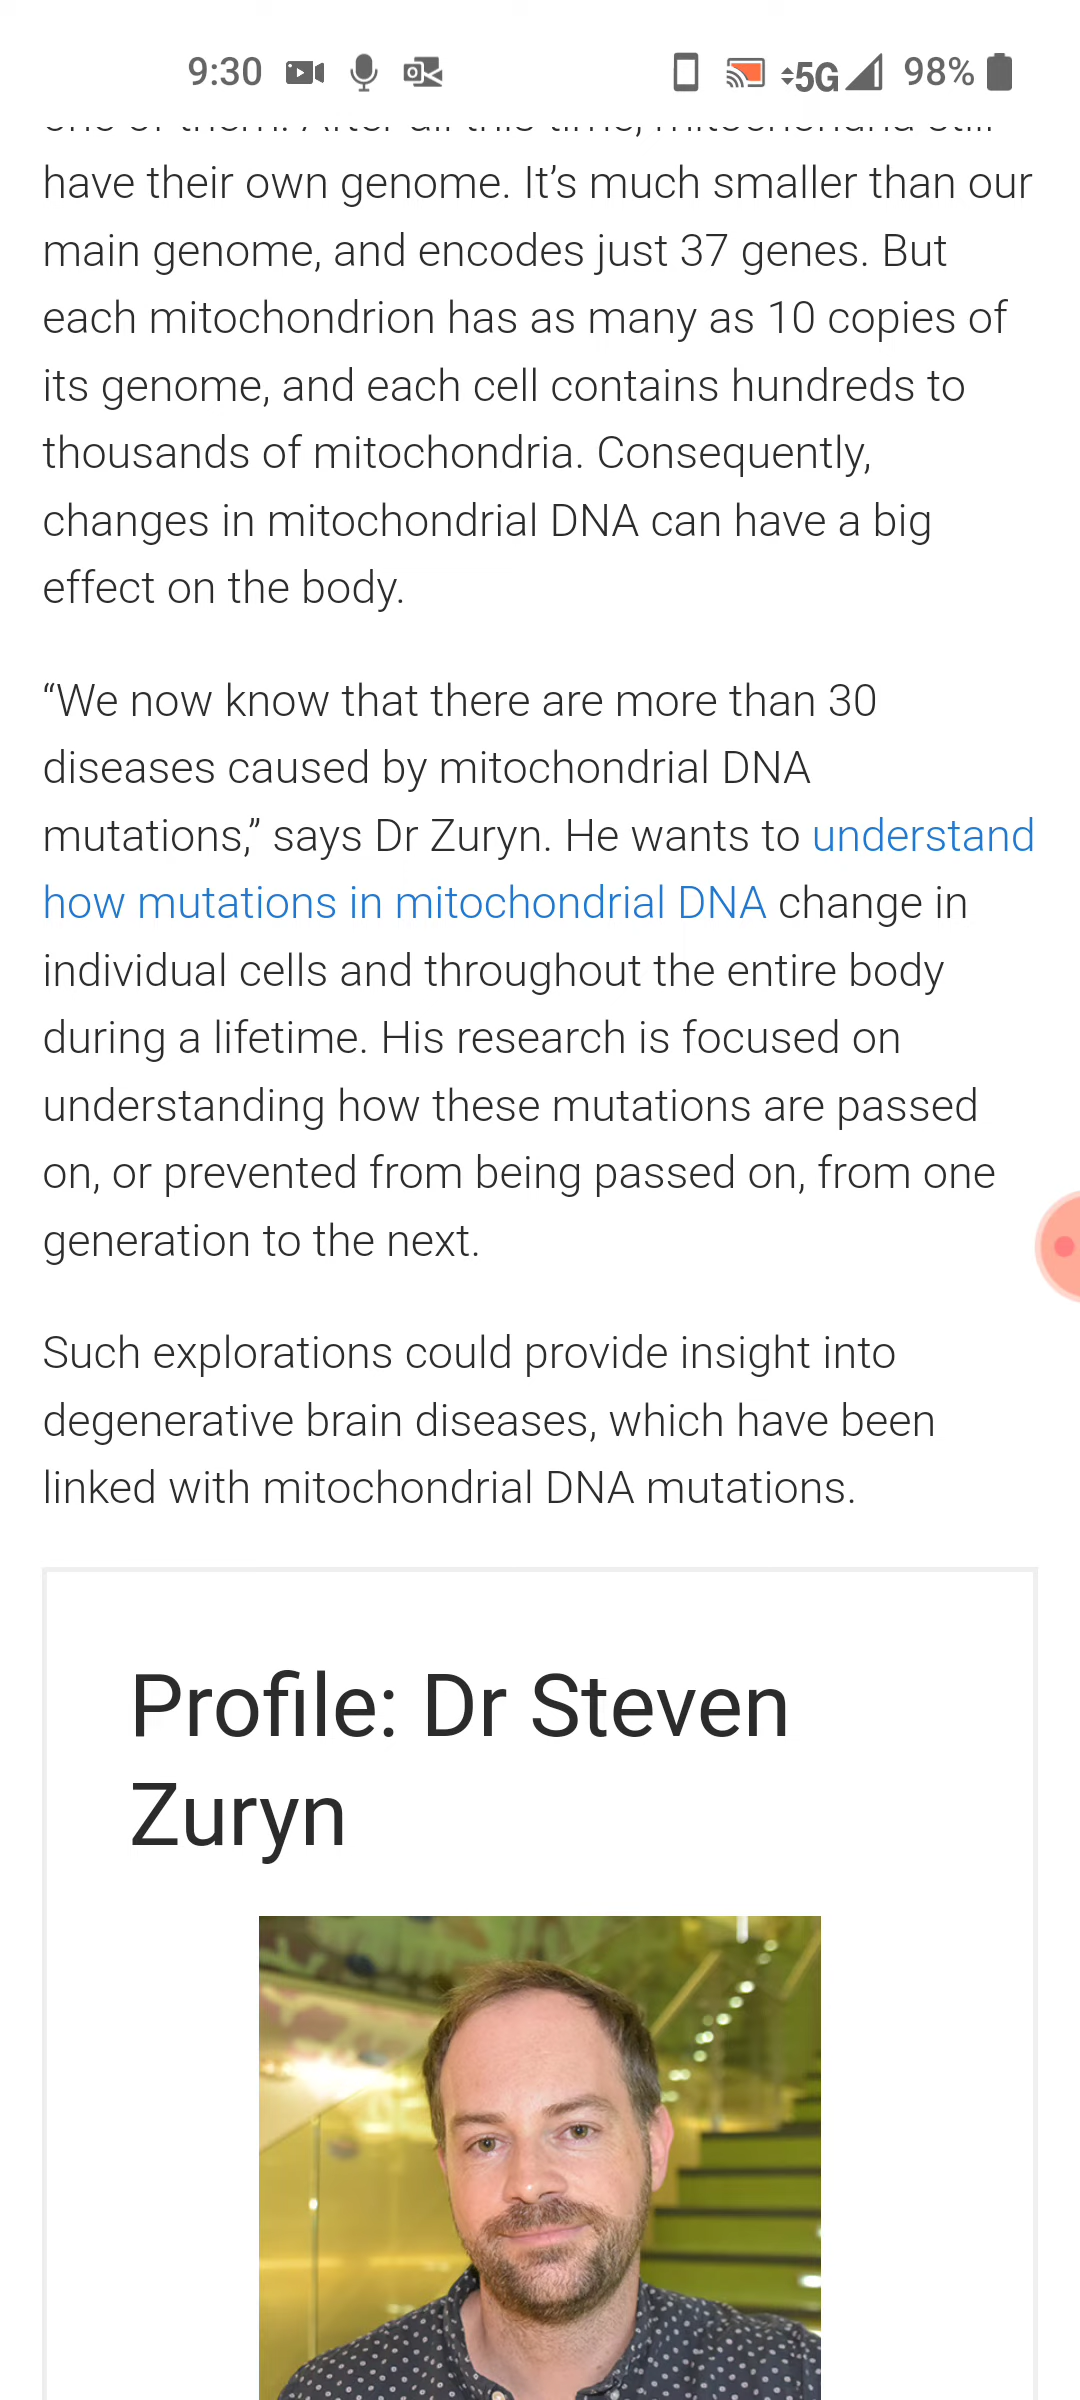 9:30
5G 98%
have their own genome. It’s much smaller than our
main genome, and encodes just 37 genes. But
each mitochondrion has as many as 10 copies of
its genome, and each cell contains hundreds to
thousands of mitochondria. Consequently,
changes in mitochondrial DNA can have a big
effect on the body.
“We now know that there are more than 30
diseases caused by mitochondrial DNA
mutations,” says Dr Zuryn. He wants to understand
how mutations in mitochondrial DNA change in
individual cells and throughout the entire body
during a lifetime. His research is focused on
understanding how these mutations are passed
on, or prevented from being passed on, from one
generation to the next.
Such explorations could provide insight into
degenerative brain diseases, which have been
linked with mitochondrial DNA mutations.
Profile: Dr Steven
Zuryn